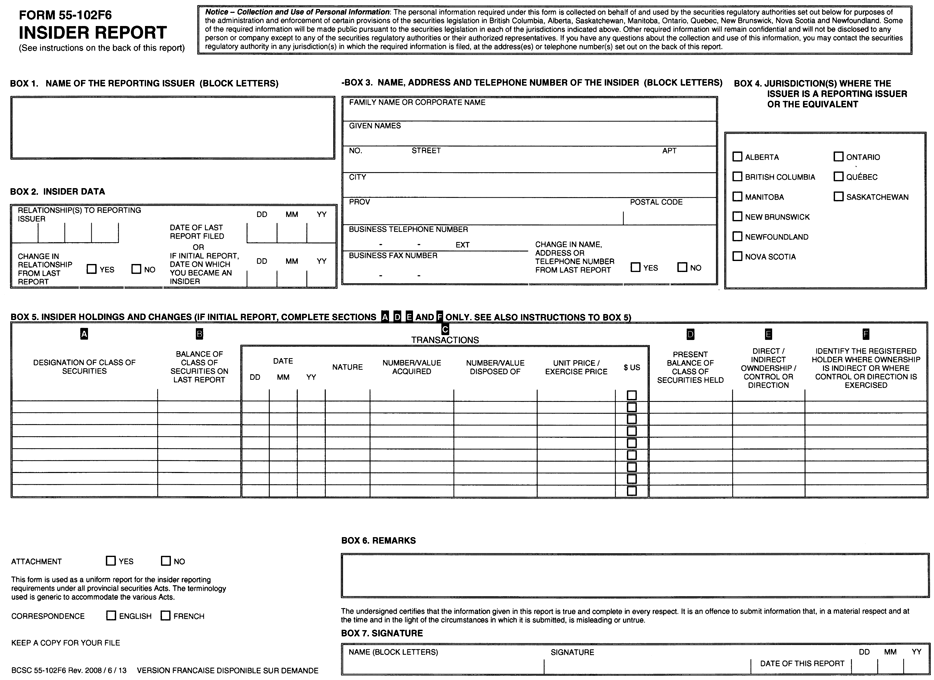 FORM 55-102F6
INSIDER REPORT
(See instructions on the back of this report)
Notice – Collection and Use of Personal Information: The personal information required under this form is collected on behalf of and used by the securities regulatory authorities set out below for purposes of
the administration and enforcement of certain provisions of the securities legislation in British Columbia, Alberta, Saskatchewan, Manitoba, Ontario, Quebec, New Brunswick, Nova Scotia and Newfoundland. Some
of the required information will be made public pursuant to the securities legislation in each of the jurisdictions indicated above. Other required information will remain confidential and will not be disclosed to any
person or company except to any of the securities regulatory authorities or their authorized representatives. If you have any questions about the collection and use of this information, you may contact the securities
regulatory authority in any jurisdiction(s) in which the required information is filed, at the address(es) or telephone number(s) set out on the back of this report.
BOX 1. NAME OF THE REPORTING ISSUER (BLOCK LETTERS)
BOX 2. INSIDER DATA
RELATIONSHIP(S) TO REPORTING
ISSUER
CHANGE IN
RELATIONSHIP
FROM LAST
REPORT
YES NO
DATE OF LAST
REPORT FILED
OR
IF INITIAL REPORT,
DATE ON WHICH
YOU BECAME AN
INSIDER
DD MM YY
DD MM YY
-BOX 3. NAME, ADDRESS AND TELEPHONE NUMBER OF THE INSIDER (BLOCK LETTERS)
FAMILY NAME OR CORPORATE NAME
GIVEN NAMES
NO. STREET APT
CITY
PROV POSTAL CODE
BUSINESS TELEPHONE NUMBER
- - EXT
BUSINESS FAX NUMBER
- -
CHANGE IN NAME,
ADDRESS OR
TELEPHONE NUMBER
FROM LAST REPORT
YES NO
BOX 4. JURISDICTION(S) WHERE THE
ISSUER IS A REPORTING ISSUER
OR THE EQUIVALENT
ALBERTA ONTARIO
BRITISH COLUMBIA QUÉBEC
MANITOBA SASKATCHEWAN
NEW BRUNSWICK
NEWFOUNDLAND
NOVA SCOTIA
BOX 5. INSIDER HOLDINGS AND CHANGES (IF INITIAL REPORT, COMPLETE SECTIONS A D E AND F ONLY. SEE ALSO INSTRUCTIONS TO BOX 5)
A
DESIGNATION OF CLASS OF
SECURITIES
B
BALANCE OF
CLASS OF
SECURITIES ON
LAST REPORT
C
TRANSACTIONS
DATE
DD MM YY
NATURE
NUMBER/VALUE
ACQUIRED
NUMBER/VALUE
DISPOSED OF
UNIT PRICE /
EXERCISE PRICE
$ US
D
PRESENT
BALANCE OF
CLASS OF
SECURITIES HELD
E
DIRECT /
INDIRECT
OWNDERSHIP /
CONTROL OR
DIRECTION
F
IDENTIFY THE REGISTERED
HOLDER WHERE OWNERSHIP
IS INDIRECT OR WHERE
CONTROL OR DIRECTION IS
EXERCISED
ATTACHMENT YES NO
This form is used as a uniform report for the insider reporting
requirements under all provincial securities Acts. The terminology
used is generic to accommodate the various Acts.
CORRESPONDENCE ENGLISH FRENCH
KEEP A COPY FOR YOUR FILE
BCSC 55-102F6 Rev. 2008 / 6 / 13 VERSION FRANCAISE DISPONIBLE SUR DEMANDE
BOX 6. REMARKS
The undersigned certifies that the information given in this report is true and complete in every respect. It is an offence to submit information that, in a material respect and at
the time and in the light of the circumstances in which it is submitted, is misleading or untrue.
BOX 7. SIGNATURE
NAME (BLOCK LETTERS) SIGNATURE DD MM YY
DATE OF THIS REPORT